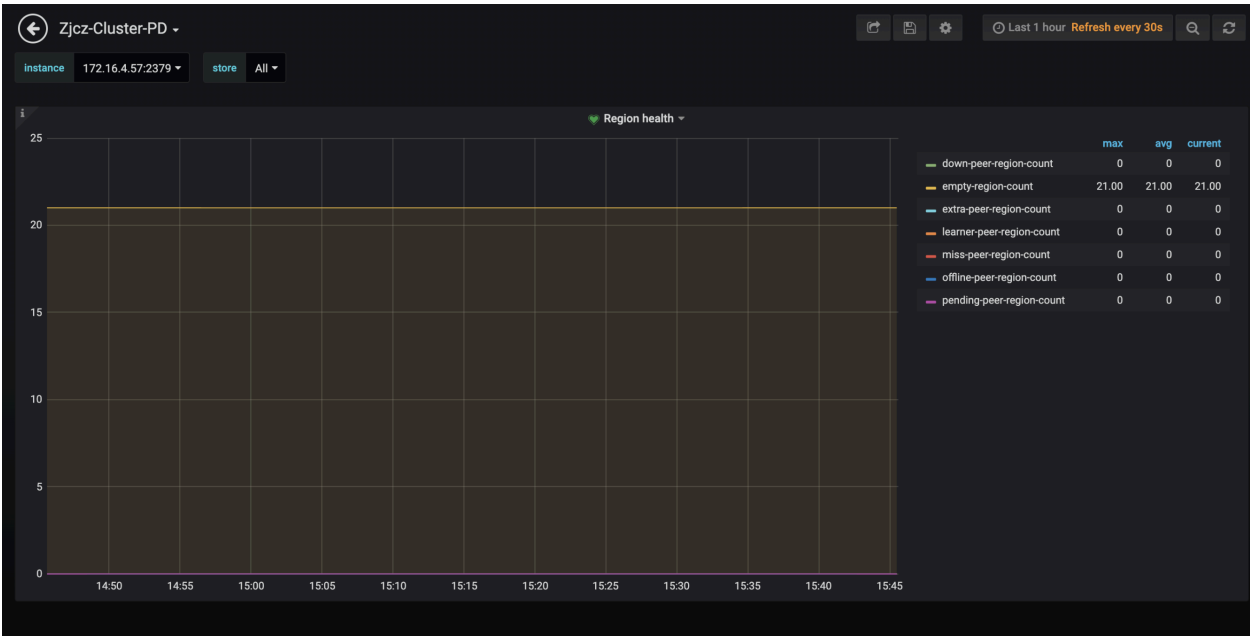 Zjcz-Cluster-PD
Last 1 hour Refresh every 30s
instance 172.16.4.57:2379 store All
i
Region health
25
20
15
10
5
0
14:50 14:55 15:00 15:05 15:10 15:15 15:20 15:25 15:30 15:35 15:40 15:45
max avg current
down-peer-region-count 0 0 0
empty-region-count 21.00 21.00 21.00
extra-peer-region-count 0 0 0
learner-peer-region-count 0 0 0
miss-peer-region-count 0 0 0
offline-peer-region-count 0 0 0
pending-peer-region-count 0 0 0